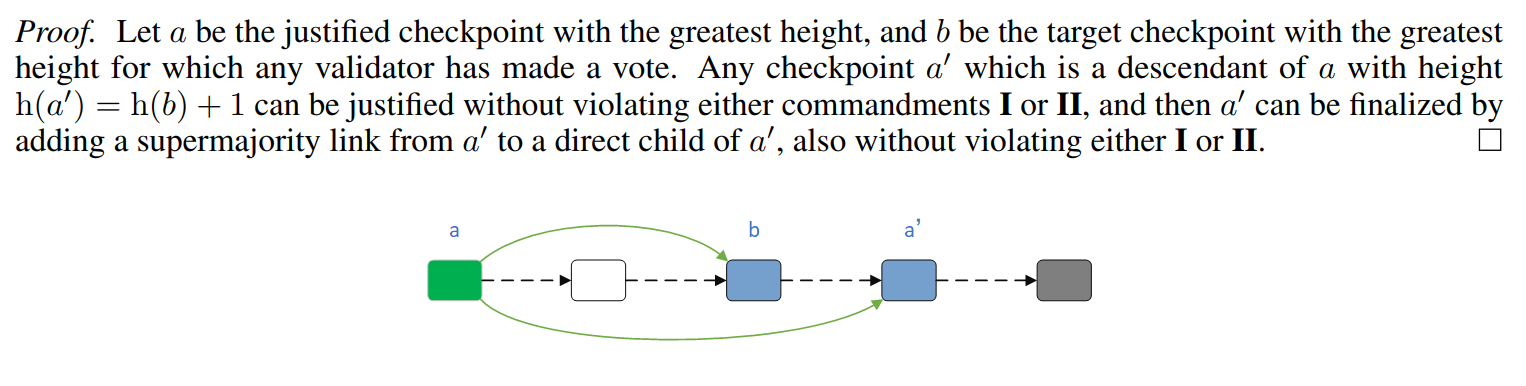 Proof. Let a be the justified checkpoint with the greatest height, and b be the target checkpoint with the greatest
height for which any validator has made a vote. Any checkpoint a′ which is a descendant of a with height
h(a′) = h(b) + 1 can be justified without violating either commandments I or II, and then a′ can be finalized by
adding a supermajority link from a′ to a direct child of a′, also without violating either I or II. □
a b a’